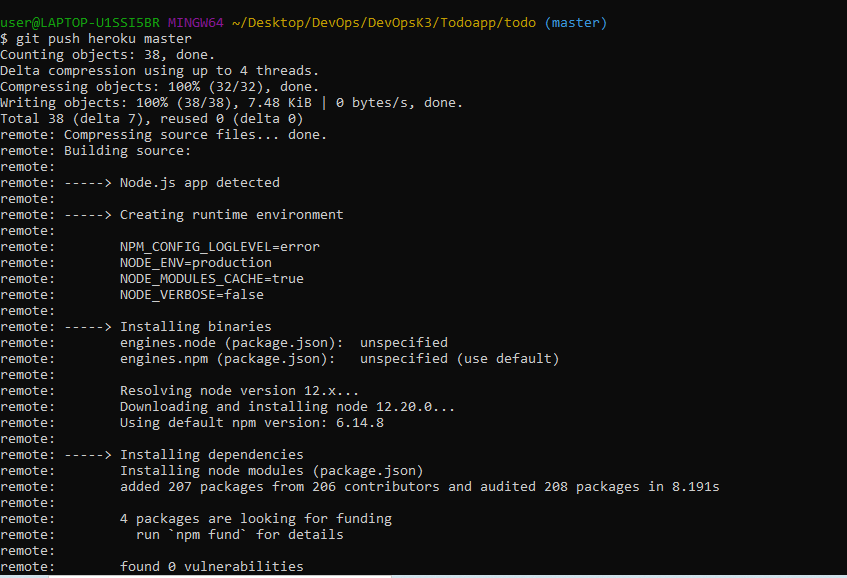 user@LAPTOP-U1SSI5BR MINGW64 ~/Desktop/DevOps/DevOpsK3/Todoapp/todo (master)
$ git push heroku master
Counting objects: 38, done.
Delta compression using up to 4 threads.
Compressing objects: 100% (32/32), done.
Writing objects: 100% (38/38), 7.48 KiB | 0 bytes/s, done.
Total 38 (delta 7), reused 0 (delta 0)
remote: Compressing source files... done.
remote: Building source:
remote:
remote: -----> Node.js app detected
remote:
remote: -----> Creating runtime environment
remote:
remote:        NPM_CONFIG_LOGLEVEL=error
remote:        NODE_ENV=production
remote:        NODE_MODULES_CACHE=true
remote:        NODE_VERBOSE=false
remote:
remote: -----> Installing binaries
remote:        engines.node (package.json):  unspecified
remote:        engines.npm (package.json):   unspecified (use default)
remote:
remote:        Resolving node version 12.x...
remote:        Downloading and installing node 12.20.0...
remote:        Using default npm version: 6.14.8
remote:
remote: -----> Installing dependencies
remote:        Installing node modules (package.json)
remote:        added 207 packages from 206 contributors and audited 208 packages in 8.191s
remote:
remote:        4 packages are looking for funding
remote:          run `npm fund` for details
remote:
remote:        found 0 vulnerabilities